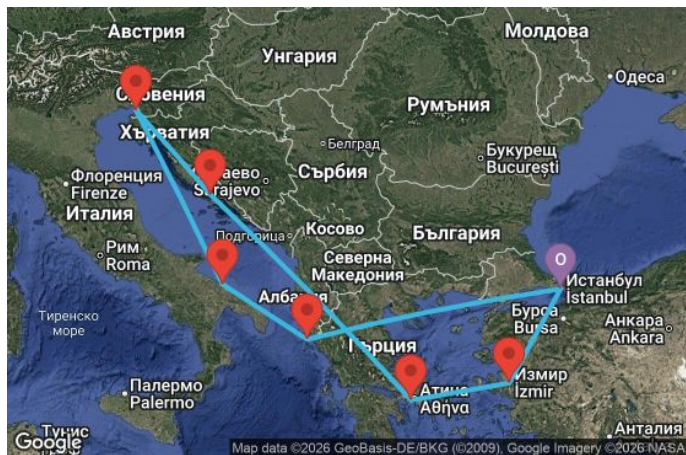 Австрия
Молдова
Унгария
Одеса
Словения
Румъния
Хърватия
Белград
Букурещ
Bucureşti
Флоренция
Firenze
Сърбия
Sarajevo
Италия
Подгорица
Косово
България
Рим
Roma
Северна
Македония
О
Истанбул
İstanbul
Албания
Тиренско
море
Бурса
Bursa
Анкара
Ankara
Гърция
Палермо
Palermo
Атина
Αθήνα
Измир
İzmir
Тунис
Анталия
Google
Map data ©2026 GeoBasis-DE/BKG (©2009), Google Imagery ©2026 NASA